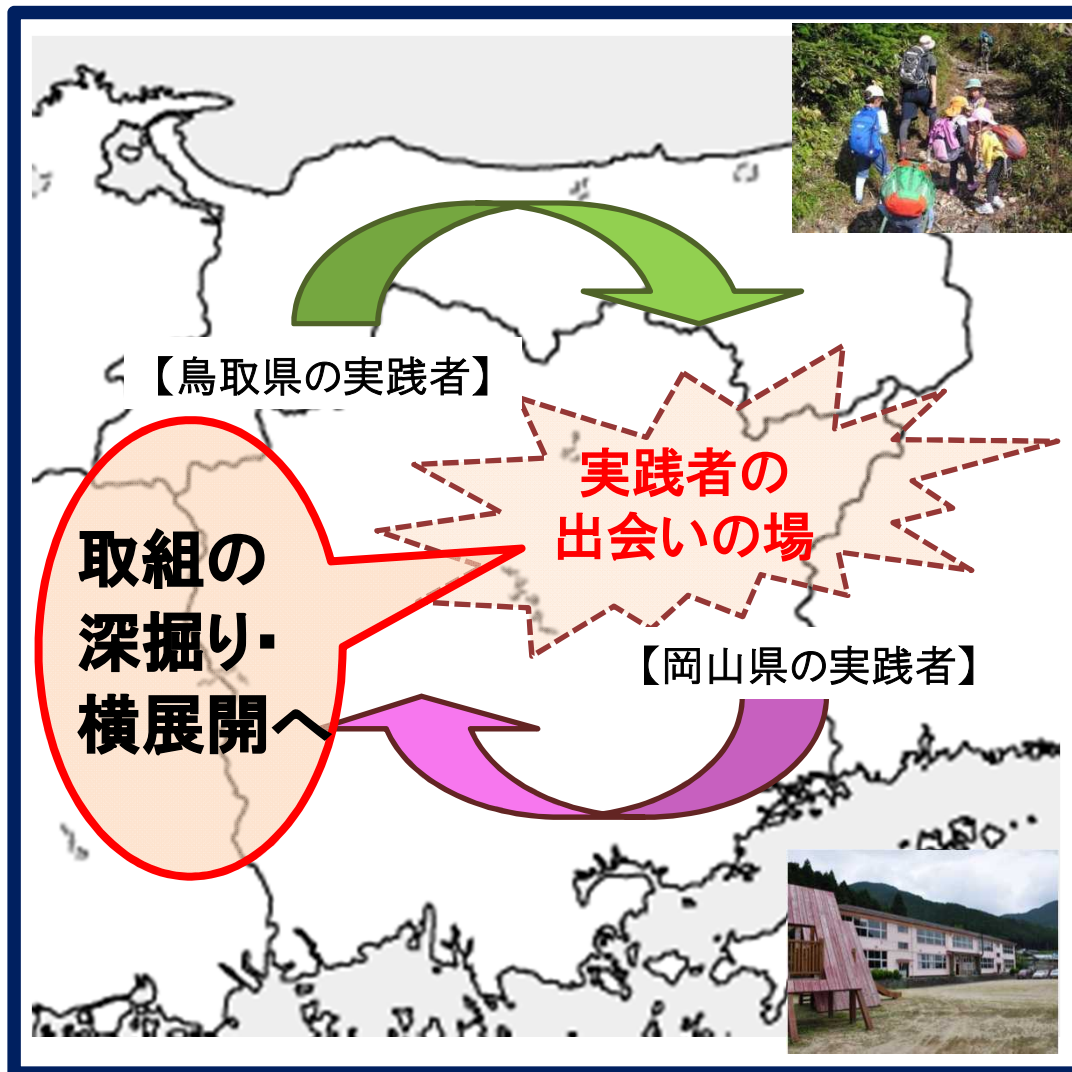 【鳥取県の実践者】
実践者の
出会いの場
取組の
深掘り・
横展開へ
【岡山県の実践者】